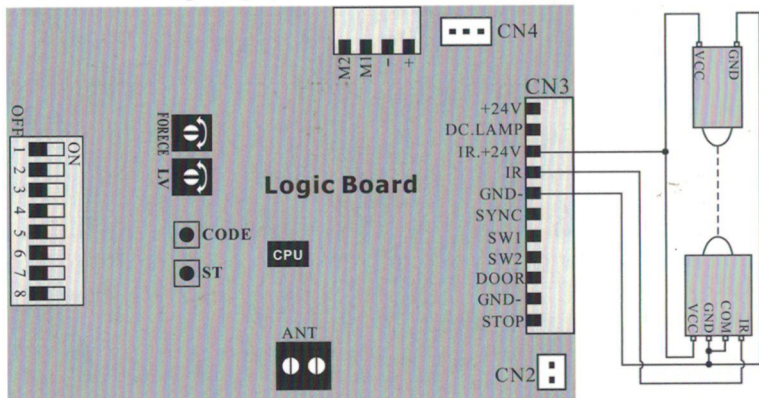 CN4
M2
M1
-
+
CN3
+24V
DC.LAMP
IR.+24V
IR
GND-
SYNC
SW1
SW2
DOOR
GND-
STOP
VCC
GND
OFF
ON
1
2
3
4
5
6
7
8
FORECE
LV
Logic Board
CODE
ST
CPU
ANT
CN2
VCC
GND
COM
IR